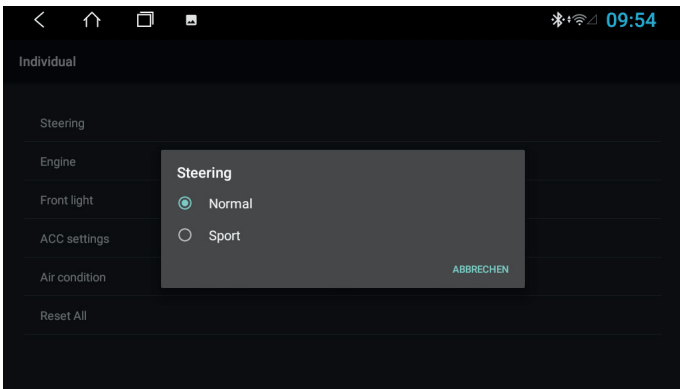 09:54
Individual
Steering
Engine
Front light
ACC settings
Air condition
Reset All
Steering
Normal
Sport
ABBRECHEN